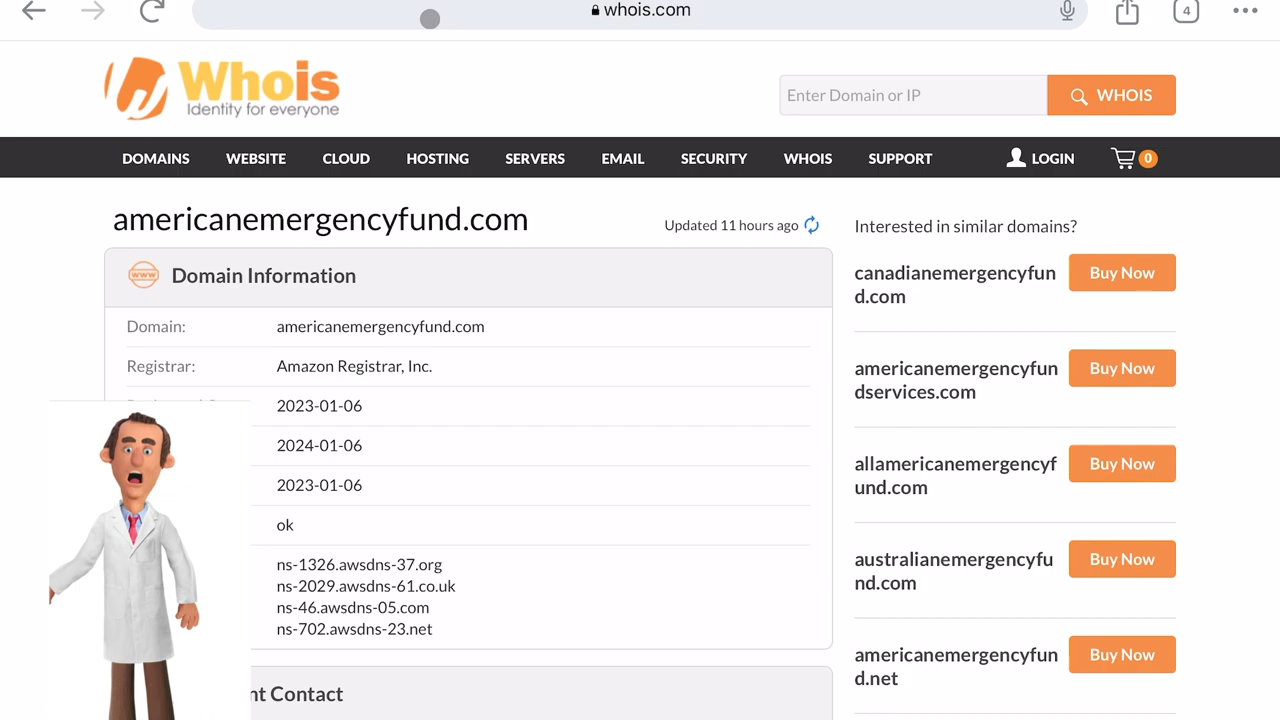 whois.com
4
Whois
Identity for everyone
Enter Domain or IP
WHOIS
DOMAINS WEBSITE CLOUD HOSTING SERVERS EMAIL SECURITY WHOIS SUPPORT LOGIN 0
americanemergencyfund.com
Updated 11 hours ago
www
Domain Information
Domain: americanemergencyfund.com
Registrar: Amazon Registrar, Inc.
2023-01-06
2024-01-06
2023-01-06
ok
ns-1326.awsdns-37.org
ns-2029.awsdns-61.co.uk
ns-46.awsdns-05.com
ns-702.awsdns-23.net
nt Contact
Interested in similar domains?
canadianemergencyfun
d.com
Buy Now
americanemergencyfun
dservices.com
Buy Now
allamericanemergencyf
und.com
Buy Now
australianemergencyfu
nd.com
Buy Now
americanemergencyfun
d.net
Buy Now